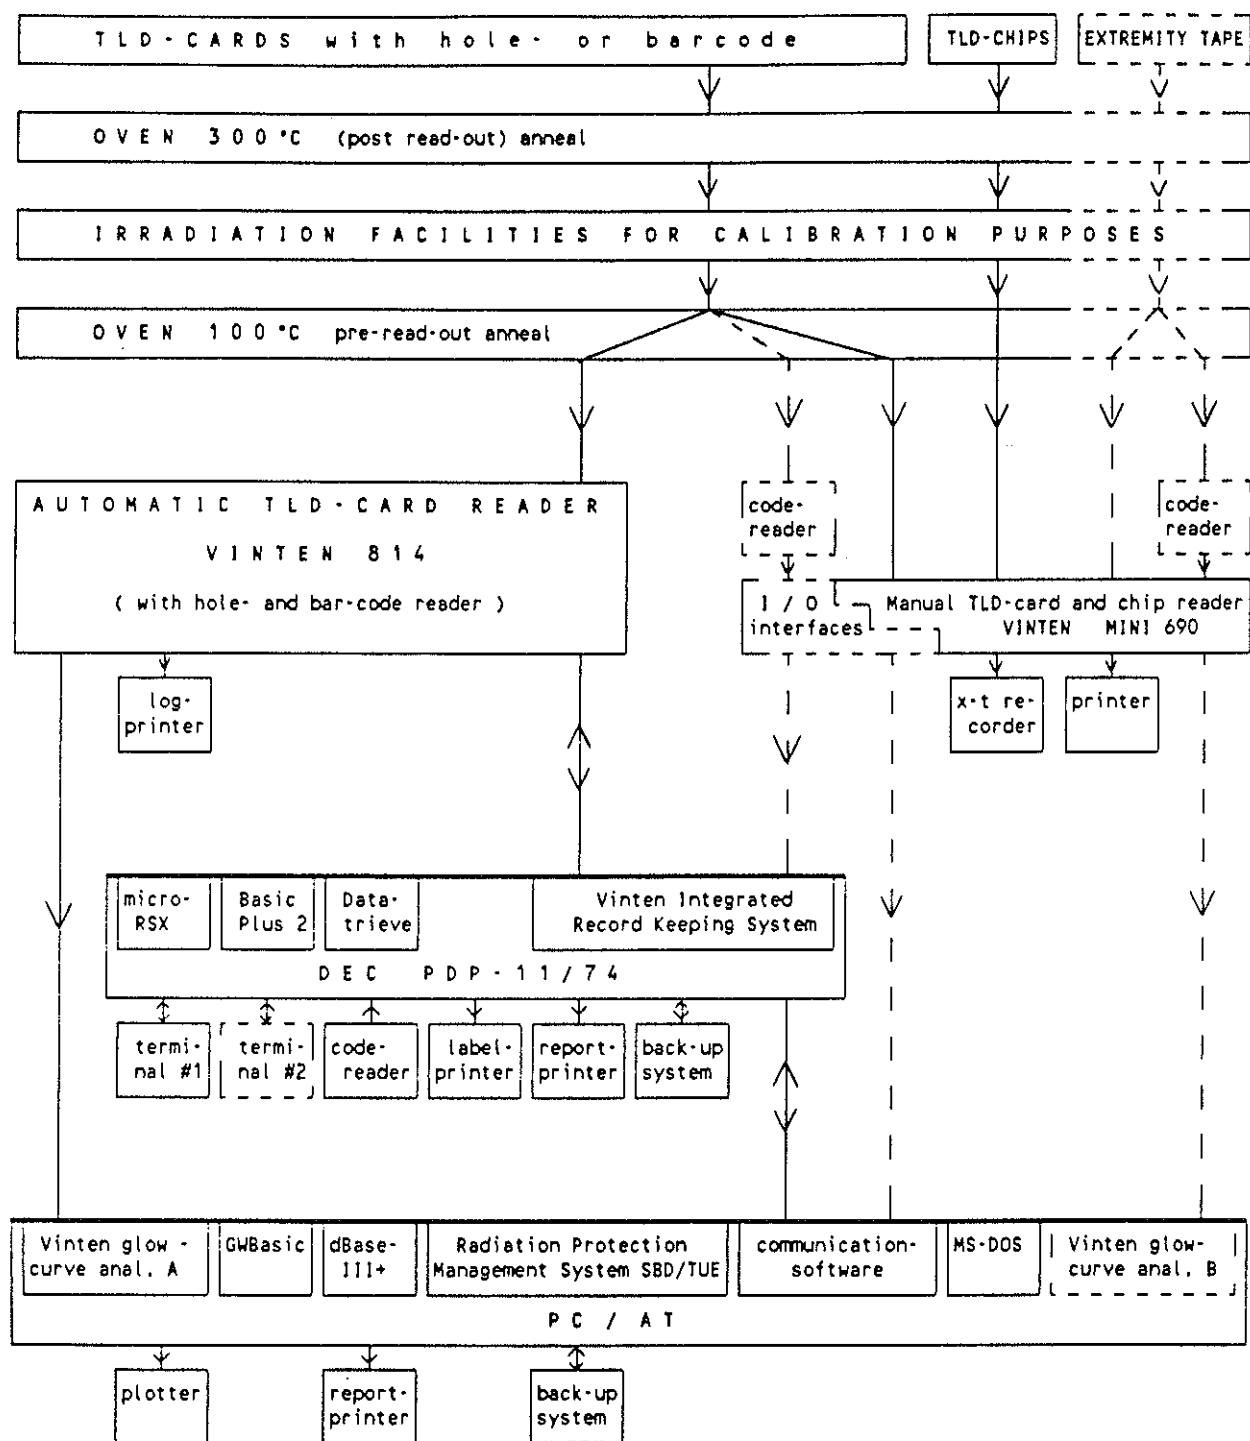 TLD-CARDS with hole- or barcode
TLD-CHIPS
EXTREMITY TAPE
OVEN 300°C (post read-out) anneal
IRRADIATION FACILITIES FOR CALIBRATION PURPOSES
OVEN 100°C pre-read-out anneal
AUTOMATIC TLD-CARD READER
VINTEN 814
( with hole- and bar-code reader )
code-
reader
code-
reader
I / O
interfaces
Manual TLD-card and chip reader
VINTEN MINI 690
log-
printer
x-t re-
corder
printer
micro-
RSX
Basic
Plus 2
Data-
trieve
Vinten Integrated
Record Keeping System
DEC PDP-11/74
termi-
nal #1
termi-
nal #2
code-
reader
label-
printer
report-
printer
back-up
system
Vinten glow -
curve anal. A
GWBasic
dBase-
III+
Radiation Protection
Management System SBD/TUE
communication-
software
MS-DOS
Vinten glow-
curve anal. B
PC / AT
plotter
report-
printer
back-up
system